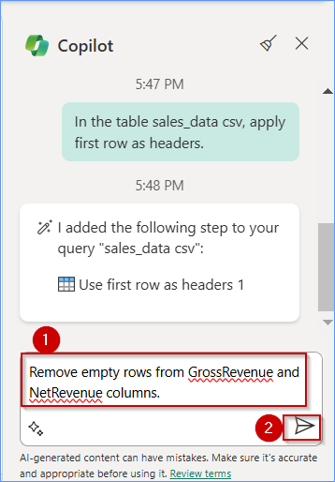 Copilot
5:47 PM
In the table sales_data csv, apply
first row as headers.
5:48 PM
I added the following step to your
query "sales_data csv":
Use first row as headers 1
1
Remove empty rows from GrossRevenue and
NetRevenue columns.
2
AI-generated content can have mistakes. Make sure it's accurate
and appropriate before using it. Review terms